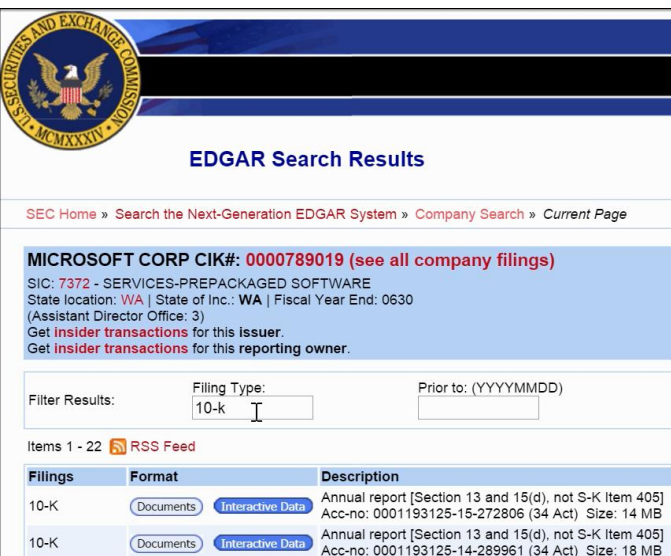 U.S. SECURITIES AND EXCHANGE COMMISSION
MCMXXXIV
EDGAR Search Results
SEC Home » Search the Next-Generation EDGAR System » Company Search » Current Page
MICROSOFT CORP CIK#: 0000789019 (see all company filings)
SIC: 7372 - SERVICES-PREPACKAGED SOFTWARE
State location: WA | State of Inc.: WA | Fiscal Year End: 0630
(Assistant Director Office: 3)
Get insider transactions for this issuer.
Get insider transactions for this reporting owner.
Filing Type: Prior to: (YYYYMMDD)
Filter Results: 10-k
Items 1 - 22 RSS Feed
Filings Format Description
10-K Documents Interactive Data Annual report [Section 13 and 15(d), not S-K Item 405]
Acc-no: 0001193125-15-272806 (34 Act) Size: 14 MB
10-K Documents Interactive Data Annual report [Section 13 and 15(d), not S-K Item 405]
Acc-no: 0001193125-14-289961 (34 Act) Size: 18 MB